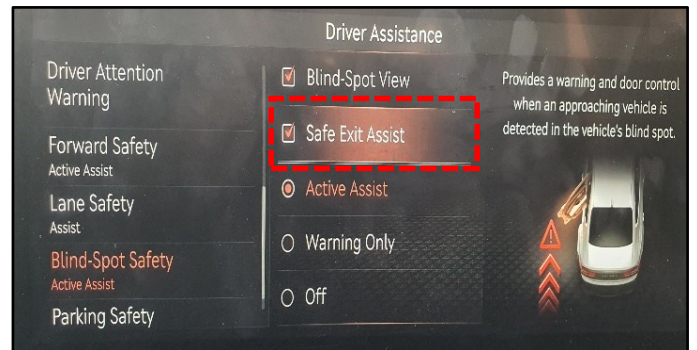 Driver Assistance
Driver Attention
Warning
Forward Safety
Active Assist
Lane Safety
Assist
Blind-Spot Safety
Active Assist
Parking Safety
Blind-Spot View
Safe Exit Assist
Active Assist
Warning Only
Off
Provides a warning and door control
when an approaching vehicle is
detected in the vehicle's blind spot.